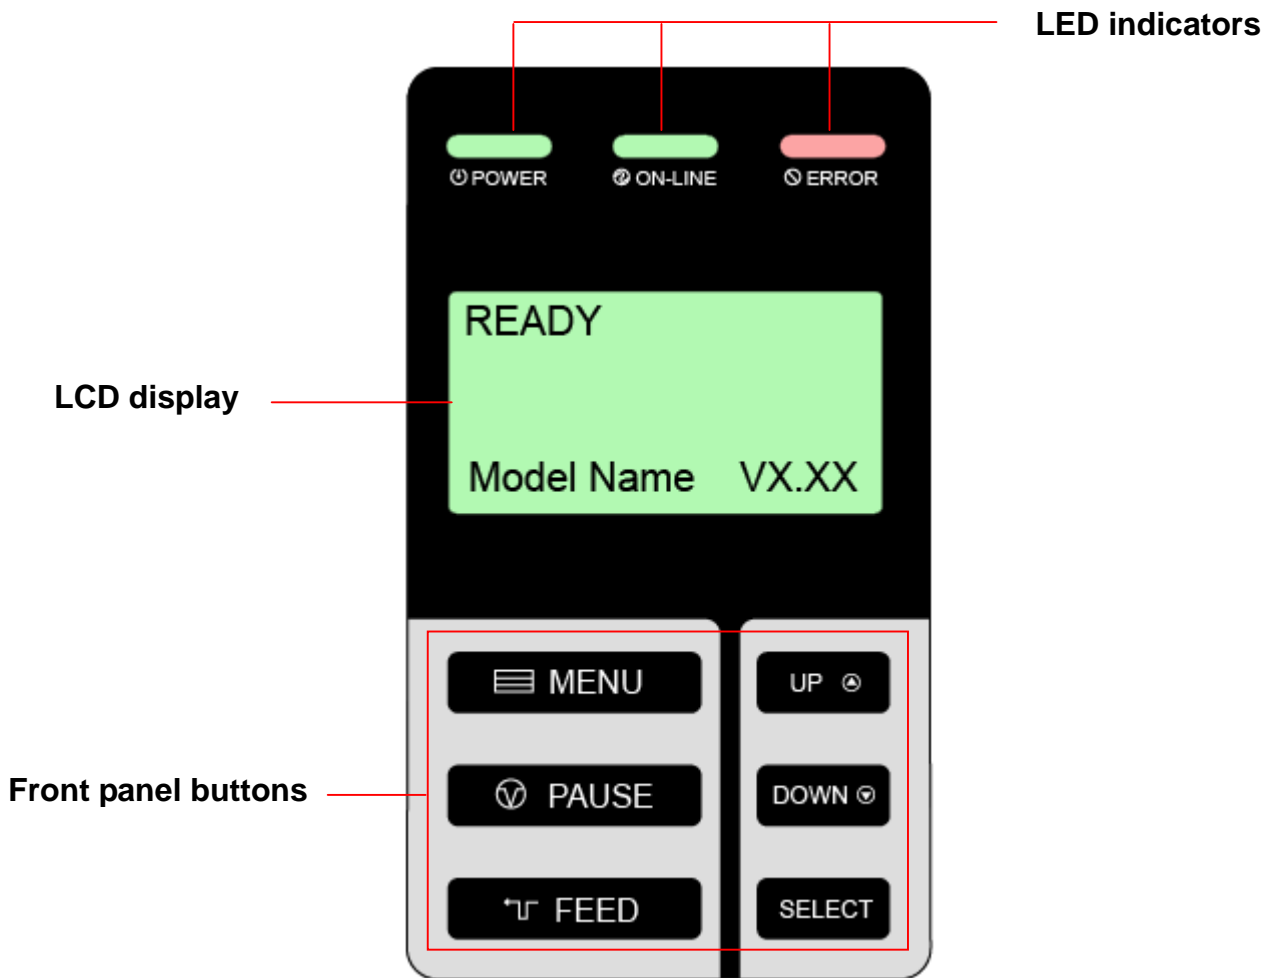 LED indicators
POWER
ON-LINE
ERROR
READY
LCD display
Model Name VX.XX
MENU
UP
Front panel buttons
PAUSE
DOWN
FEED
SELECT